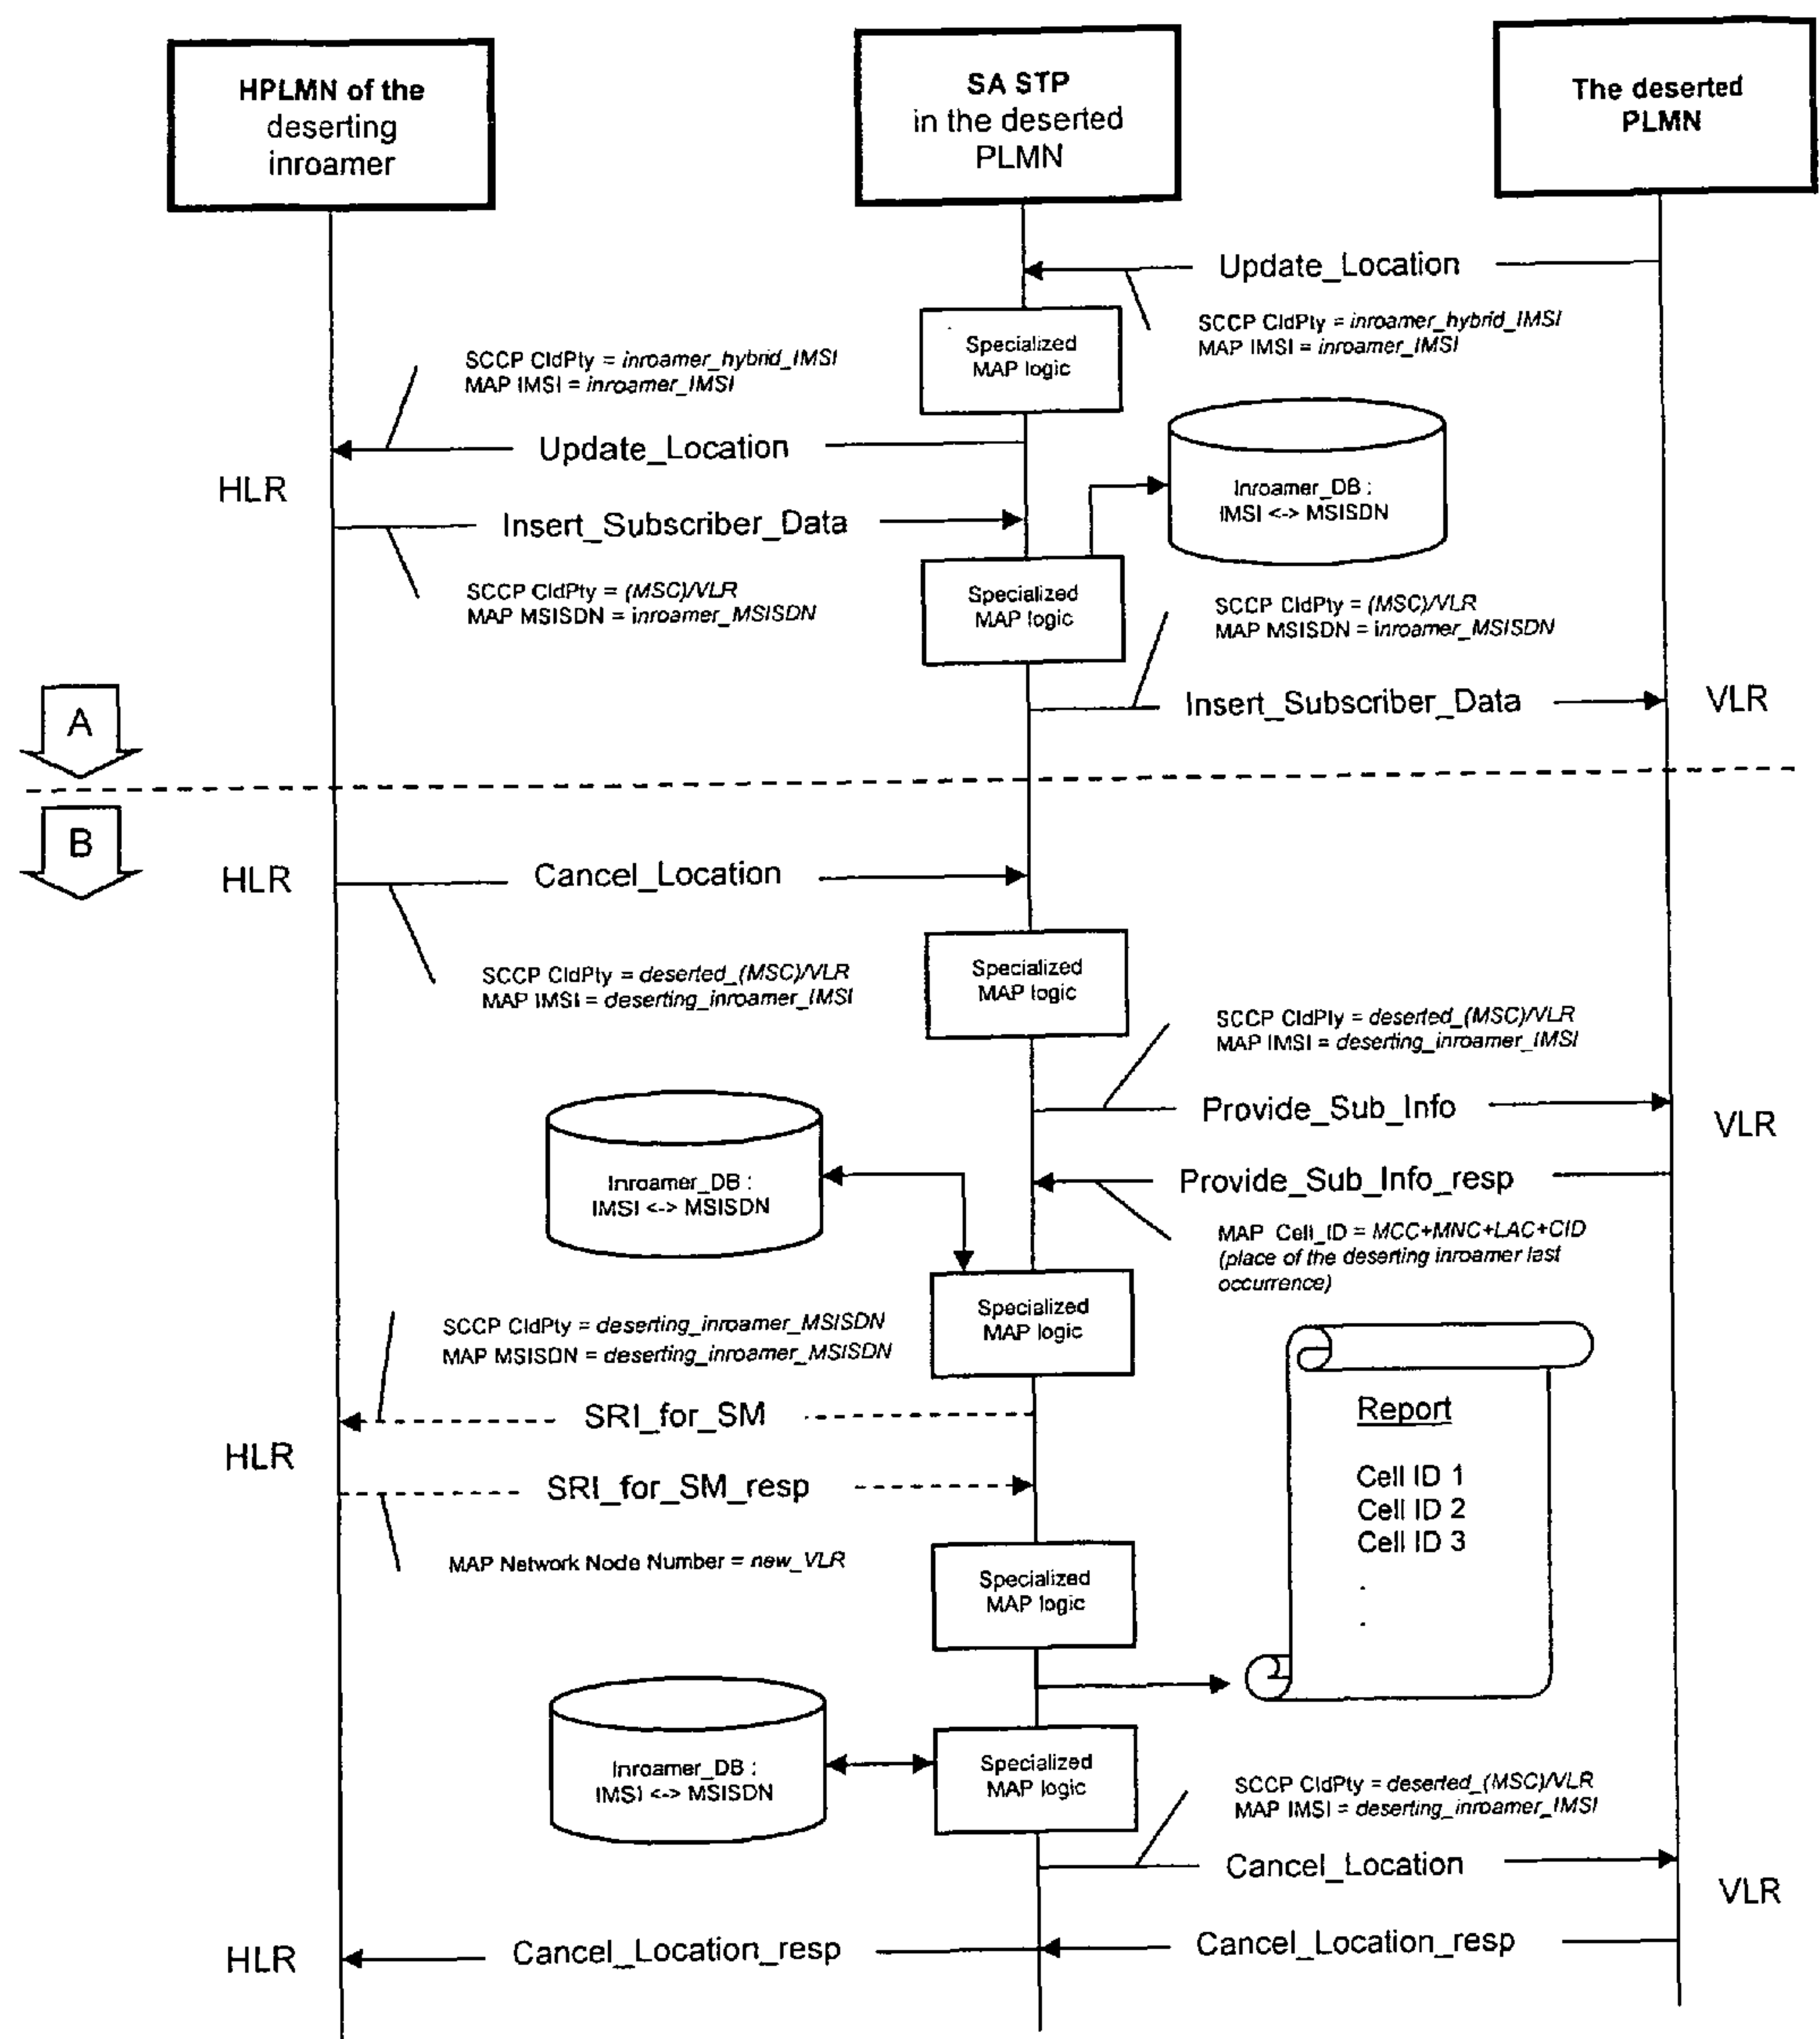 HPLMN of the
deserting
inroamer
SA STP
in the deserted
PLMN
The deserted
PLMN
Update_Location
SCCP CldPty = inroamer_hybrid_IMSI
MAP IMSI = inroamer_IMSI
Specialized
MAP logic
SCCP CldPty = inroamer_hybrid_IMSI
MAP IMSI = inroamer_IMSI
Update_Location
HLR
Inroamer_DB :
IMSI <-> MSISDN
Insert_Subscriber_Data
SCCP CldPty = (MSC)/VLR
MAP MSISDN = inroamer_MSISDN
Specialized
MAP logic
SCCP CldPty = (MSC)/VLR
MAP MSISDN = inroamer_MSISDN
Insert_Subscriber_Data
VLR
A
B
HLR
Cancel_Location
SCCP CldPty = deserted_(MSC)/VLR
MAP IMSI = deserting_inroamer_IMSI
Specialized
MAP logic
SCCP CldPty = deserted_(MSC)/VLR
MAP IMSI = deserting_inroamer_IMSI
Provide_Sub_Info
VLR
Provide_Sub_Info_resp
Inroamer_DB :
IMSI <-> MSISDN
MAP Cell_ID = MCC+MNC+LAC+CID
(place of the deserting inroamer last
occurrence)
Specialized
MAP logic
SCCP CldPty = deserting_inroamer_MSISDN
MAP MSISDN = deserting_inroamer_MSISDN
SRI_for_SM
HLR
SRI_for_SM_resp
MAP Network Node Number = new_VLR
Report
Cell ID 1
Cell ID 2
Cell ID 3
.
.
Specialized
MAP logic
Inroamer_DB :
IMSI <-> MSISDN
Specialized
MAP logic
SCCP CldPty = deserted_(MSC)/VLR
MAP IMSI = deserting_inroamer_IMSI
Cancel_Location
VLR
Cancel_Location_resp
HLR
Cancel_Location_resp